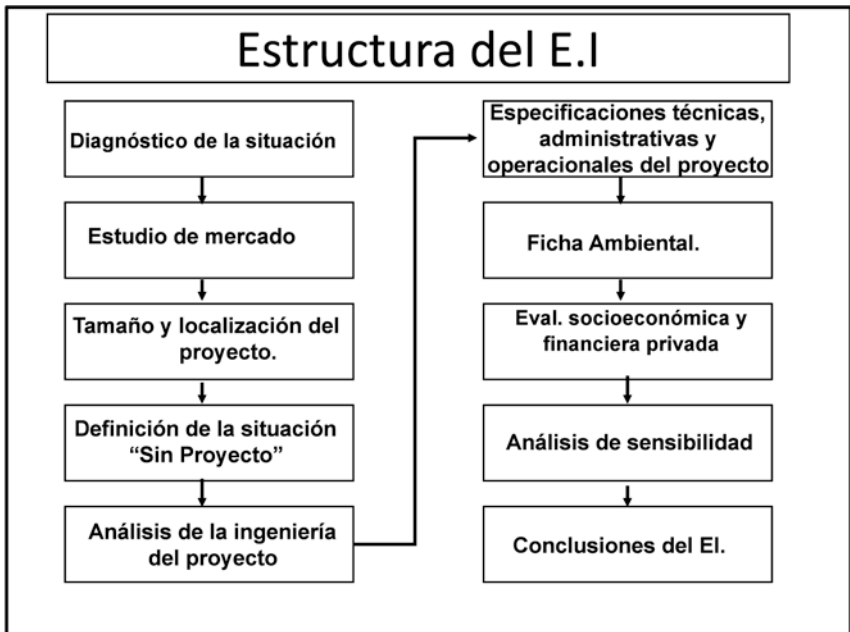 Estructura del E.I
Diagnóstico de la situación
Estudio de mercado
Tamaño y localización del
proyecto.
Definición de la situación
“Sin Proyecto”
Análisis de la ingeniería
del proyecto
Especificaciones técnicas,
administrativas y
operacionales del proyecto
Ficha Ambiental.
Eval. socioeconómica y
financiera privada
Análisis de sensibilidad
Conclusiones del EI.